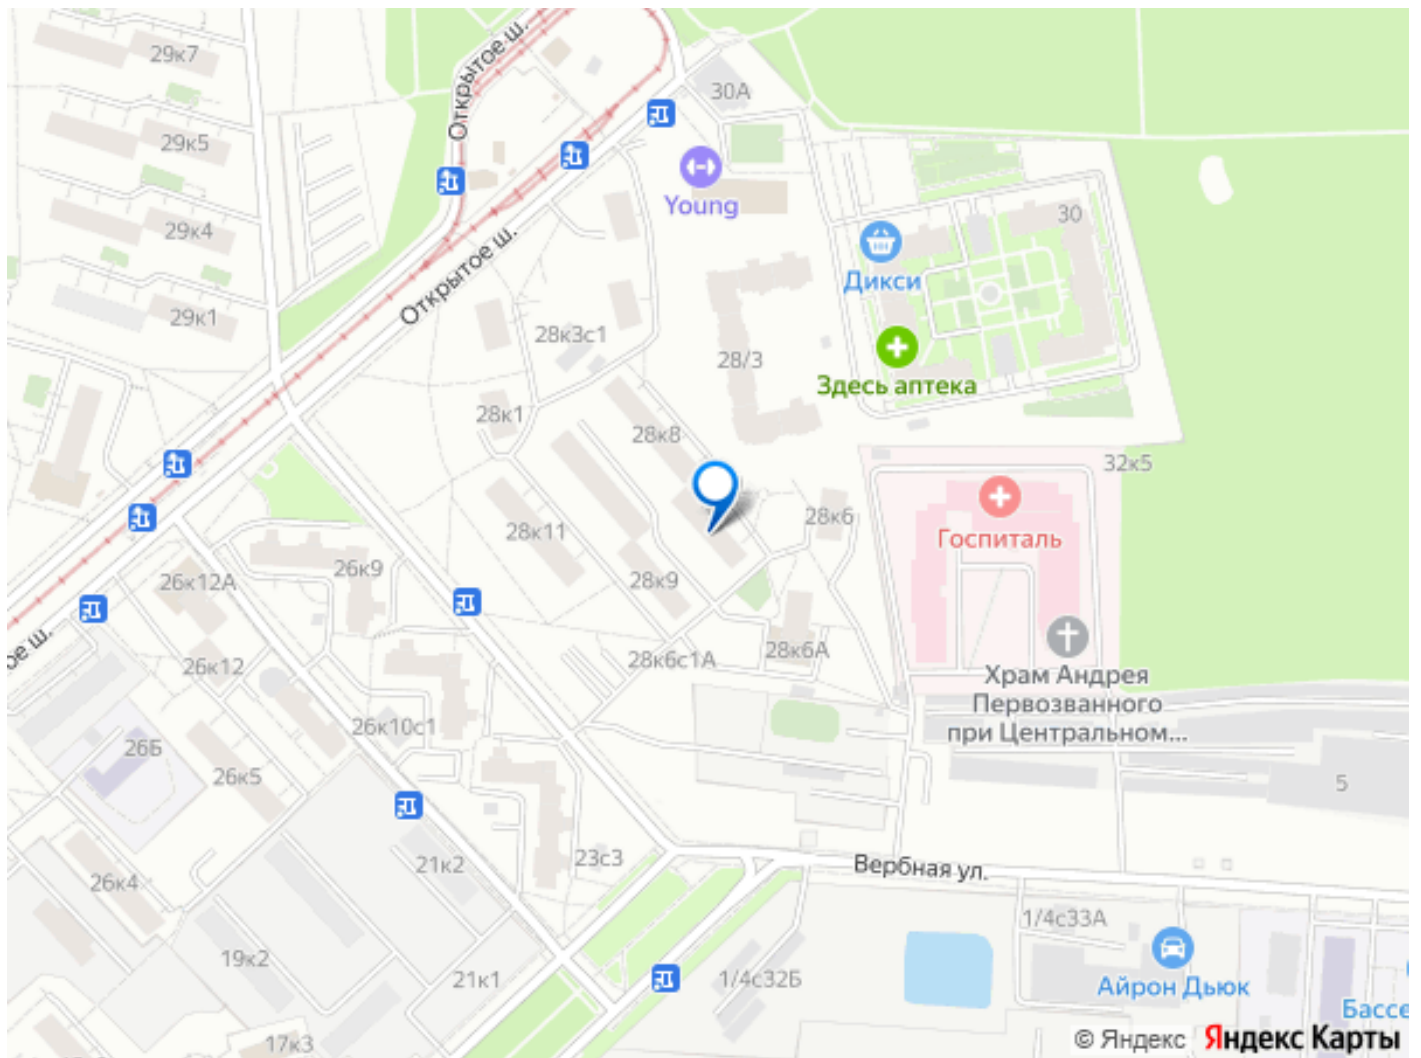 29к7
Открытое ш.
30А
29к5
Young
29к4
30
Дикси
Открытое ш.
29к1
28к3с1
28/3
Здесь аптека
28к1
28к8
32к5
28к6
28к11
Госпиталь
26к9
26к12А
28к9
ое ш.
26к12
28к6с1А
28к6А
Храм Андрея
Первозванного
при Центральном...
26к10с1
26Б
26к5
5
21к2
23с3
Вербная ул.
26к4
1/4с33А
19к2
21к1
1/4с32Б
Айрон Дьюк
Бассе
17к3
© Яндекс Яндекс Карты